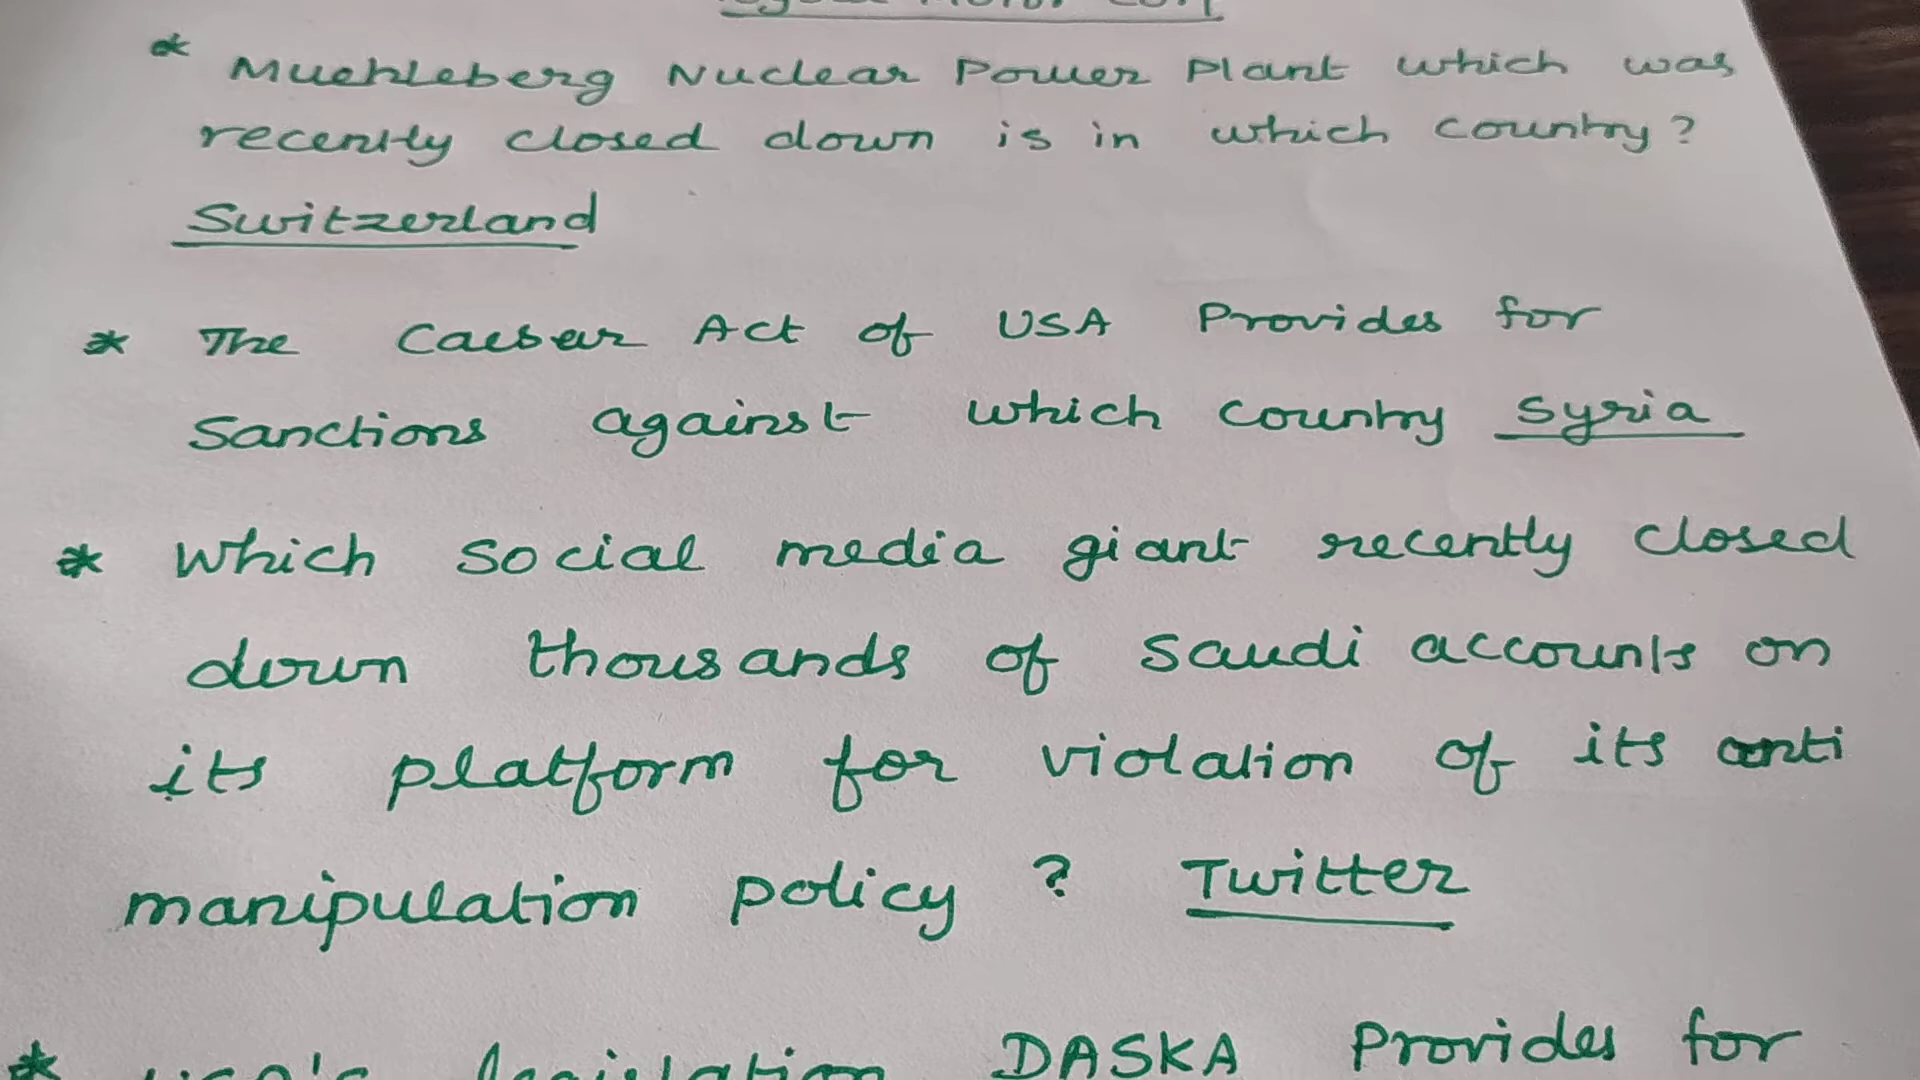 * Muehleberg Nuclear Power Plant which was
recently closed down is in which country?
Switzerland
* The Caesar Act of USA Provides for
Sanctions against which country Syria
* Which social media giant recently closed
down thousands of Saudi accounts on
its platform for violation of its anti
manipulation policy ? Twitter
* legislation DASKA Provides for